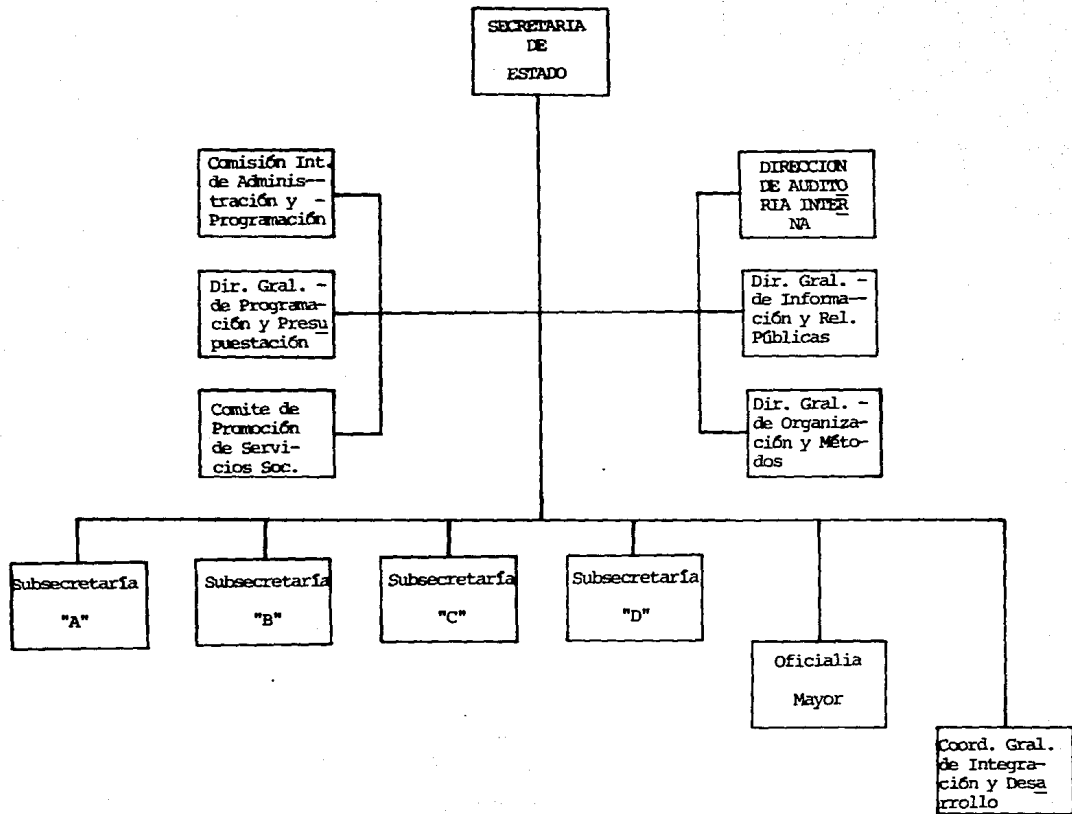 SECRETARIA
DE
ESTADO
Comisión Int.
de Adminis--
tración y -
Programación
DIRECCION
DE AUDITO
RIA INTER
NA
Dir. Gral. -
de Programa-
ción y Presu
puestación
Dir. Gral. -
de Informa--
ción y Rel.
Públicas
Comite de
Promoción
de Servi-
cios Soc.
Dir. Gral. -
de Organiza-
ción y Méto-
dos
Subsecretaría
"A"
Subsecretaría
"B"
Subsecretaría
"C"
Subsecretaría
"D"
Oficialia
Mayor
Coord. Gral.
de Integra-
ción y Desa
rrollo